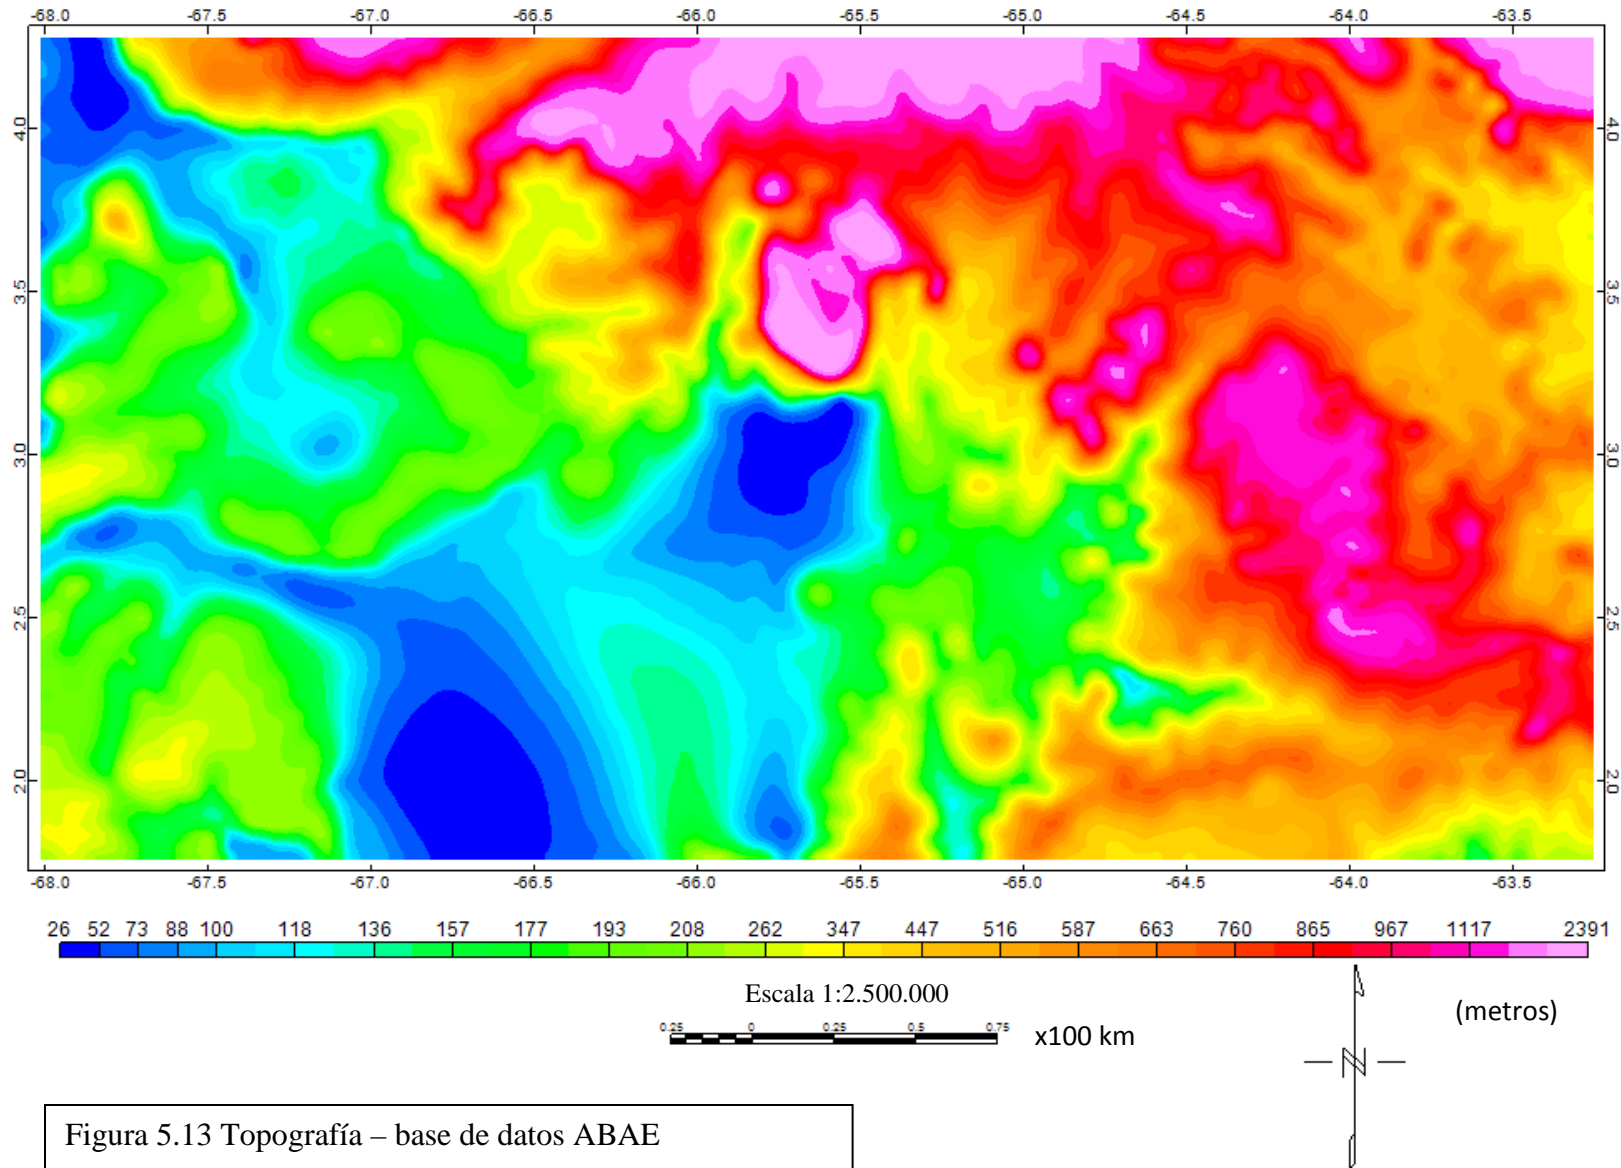 -68.0 -67.5 -67.0 -66.5 -66.0 -65.5 -65.0 -64.5 -64.0 -63.5
4.0 4.0
3.5 3.5
3.0 3.0
2.5 2.5
2.0 2.0
-68.0 -67.5 -67.0 -66.5 -66.0 -65.5 -65.0 -64.5 -64.0 -63.5
26 52 73 88 100 118 136 157 177 193 208 262 347 447 516 587 663 760 865 967 1117 2391
Escala 1:2.500.000
(metros)
0.25 0 0.25 0.5 0.75 x100 km
N
Figura 5.13 Topografía – base de datos ABAE